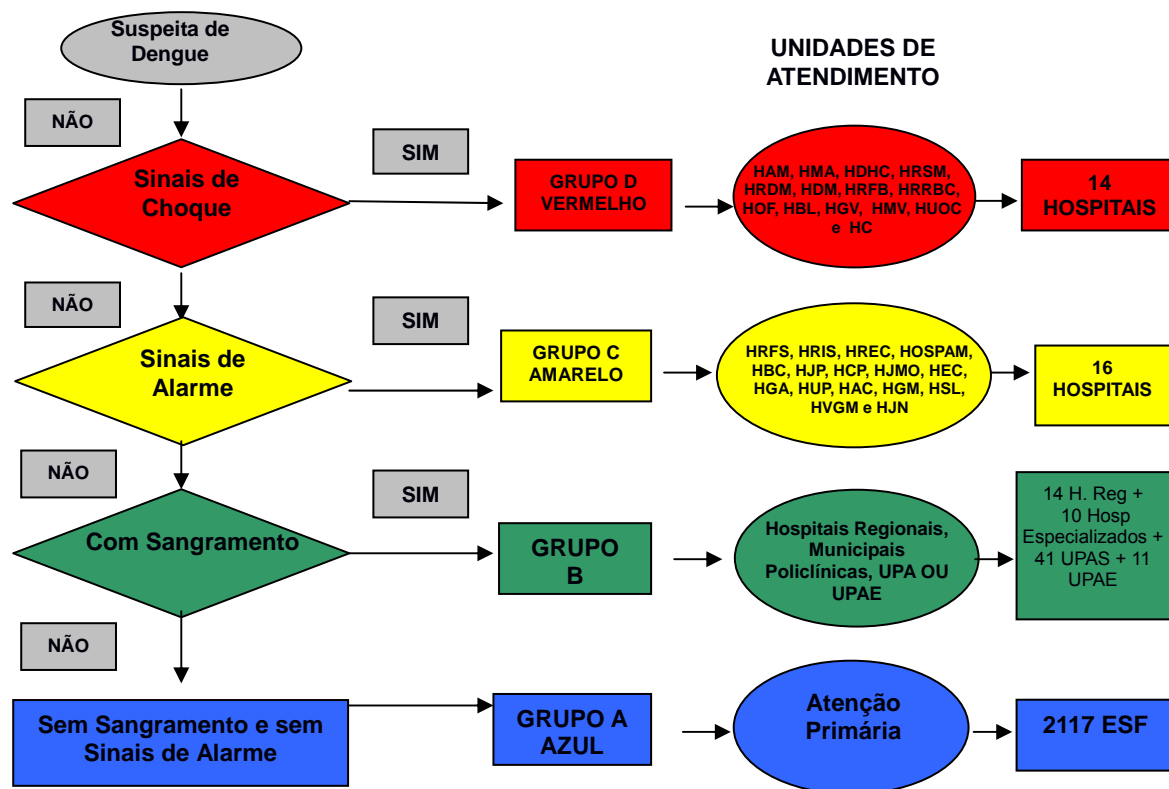 Suspeita de
Dengue
UNIDADES DE
ATENDIMENTO
NÃO
SIM
Sinais de
Choque
GRUPO D
VERMELHO
HAM, HMA, HDHC, HRSM,
HRDM, HDM, HRFB, HRRBC,
HOF, HBL, HGV, HMV, HUOC
e HC
14
HOSPITAIS
NÃO
SIM
Sinais de
Alarme
GRUPO C
AMARELO
HRFS, HRIS, HREC, HOSPAM,
HBC, HJP, HCP, HJMO, HEC,
HGA, HUP, HAC, HGM, HSL,
HVGM e HJN
16
HOSPITAIS
NÃO
SIM
Com Sangramento
GRUPO
B
Hospitais Regionais,
Municipais
Policlínicas, UPA OU
UPAE
14 H. Reg +
10 Hosp
Especializados +
41 UPAS + 11
UPAE
NÃO
Sem Sangramento e sem
Sinais de Alarme
GRUPO A
AZUL
Atenção
Primária
2117 ESF